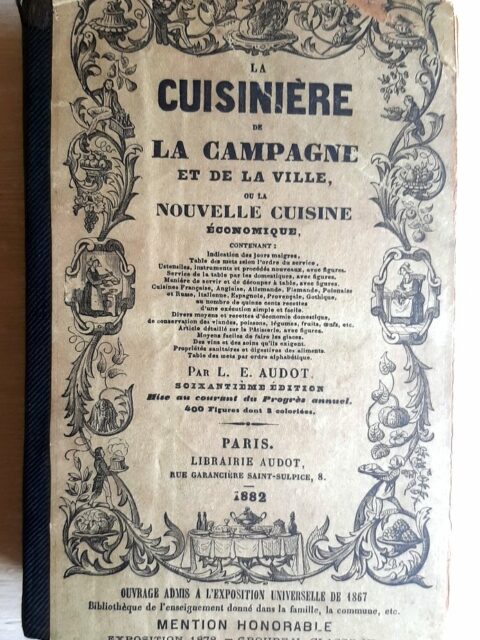 LA
CUISINIÈRE
DE
LA CAMPAGNE
ET DE LA VILLE,
OU LA
NOUVELLE CUISINE
ÉCONOMIQUE,
CONTENANT :
Indication des jours maigres,
Table des mets selon l'ordre du service,
Ustensiles, instruments et procédés nouveaux, avec figures.
Service de la table par les domestiques, avec figures.
Manière de servir et de découper à table, avec figures.
Cuisines Française, Anglaise, Allemande, Flamande, Polonaise
et Russe, Italienne, Espagnole, Provençale, Gothique,
au nombre de quinze cents recettes
d'une exécution simple et facile.
Divers moyens et recettes d'économie domestique,
de conservation des viandes, poissons, légumes, fruits, œufs, etc.
Article détaillé sur la Pâtisserie, avec figures.
Moyens faciles de faire les glaces.
Des vins et des soins qu'ils exigent.
Propriétés sanitaires et digestives des aliments.
Table des mets par ordre alphabétique.
PAR L. E. AUDOT.
SOIXANTIÈME ÉDITION
Mise au courant du Progrès annuel.
400 Figures dont 2 coloriées.
PARIS.
LIBRAIRIE AUDOT,
RUE GARANCIÈRE SAINT-SULPICE, 8.
1882
OUVRAGE ADMIS A L'EXPOSITION UNIVERSELLE DE 1867
Bibliothèque de l'enseignement donné dans la famille, la commune, etc.
MENTION HONORABLE
EXPOSITION 1878